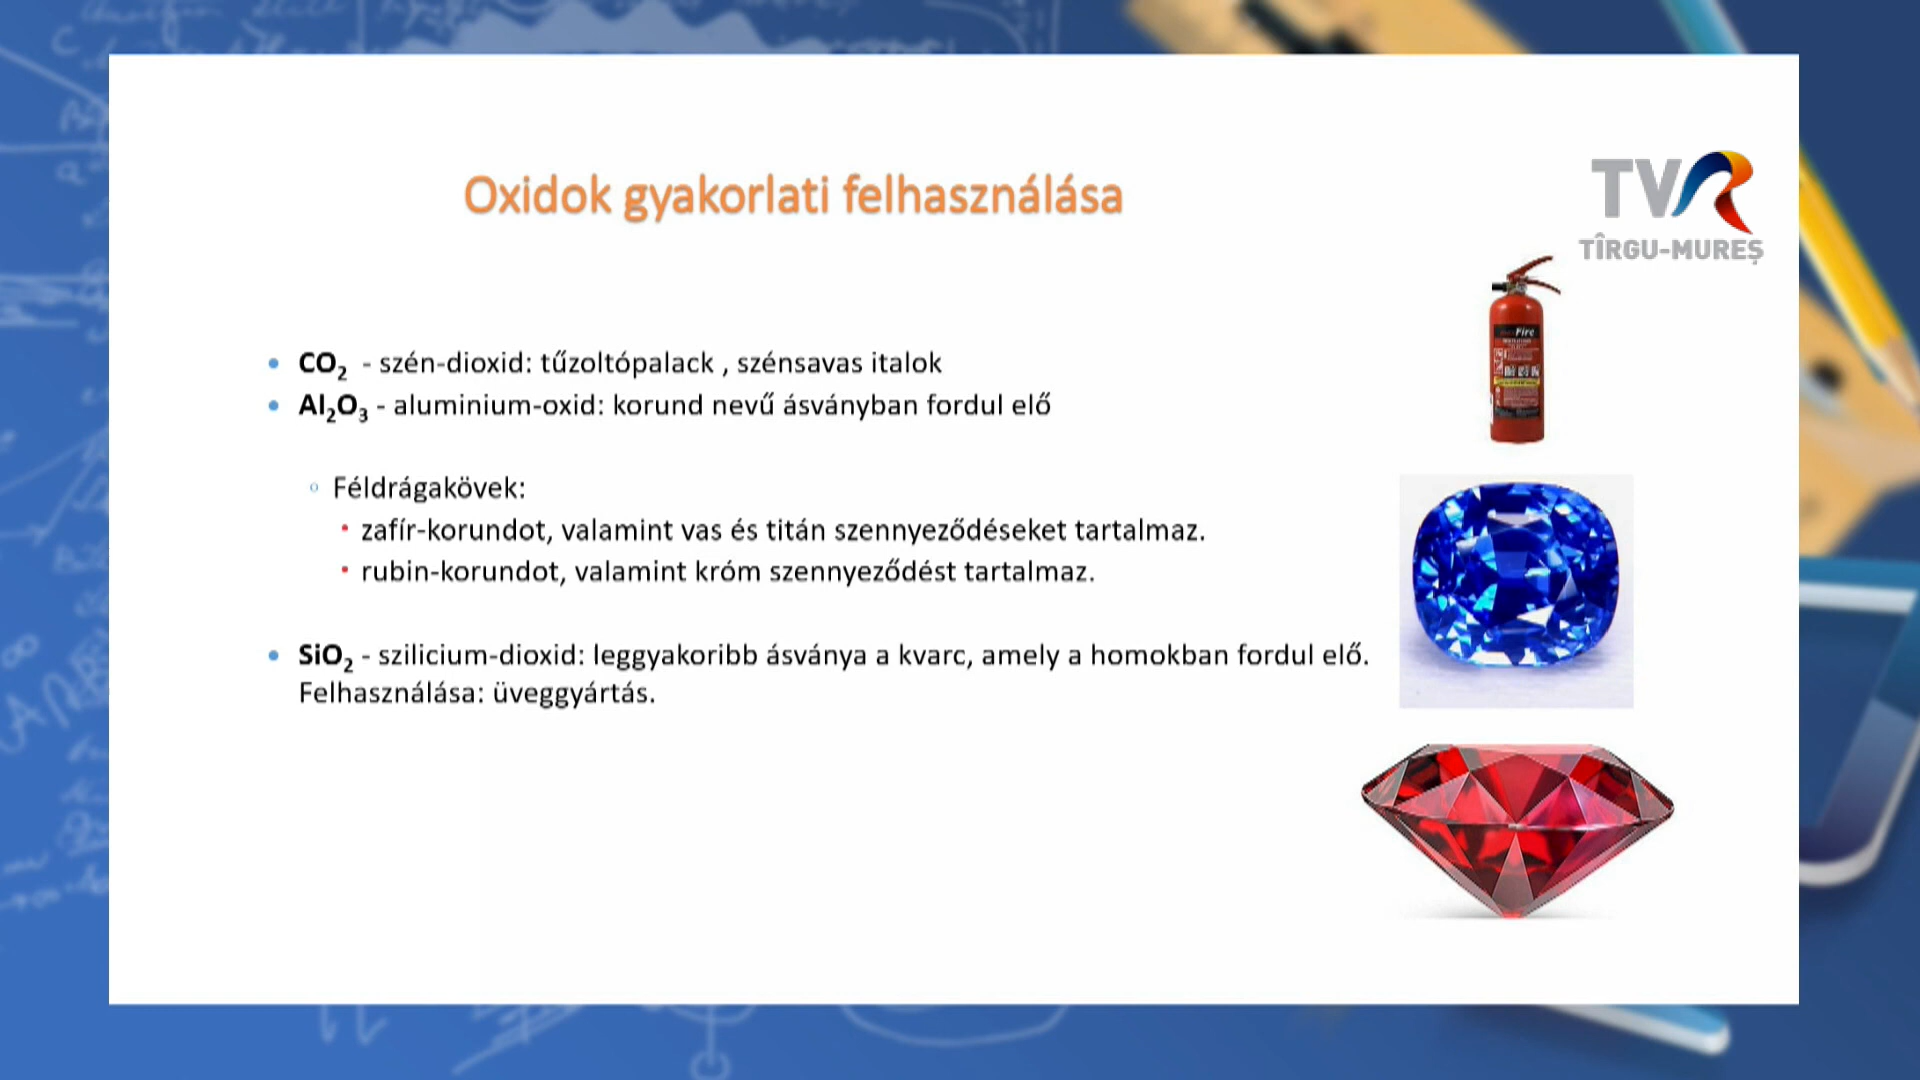 Oxidok gyakorlati felhasználása
TVR
TÎRGU-MUREȘ
CO₂ - szén-dioxid: tűzoltópalack , szénsavas italok
Al₂O₃ - aluminium-oxid: korund nevű ásványban fordul elő
Féldrágakövek:
zafír-korundot, valamint vas és titán szennyeződéseket tartalmaz.
rubin-korundot, valamint króm szennyeződést tartalmaz.
SiO₂ - szilicium-dioxid: leggyakoribb ásványa a kvarc, amely a homokban fordul elő.
Felhasználása: üveggyártás.
Fire